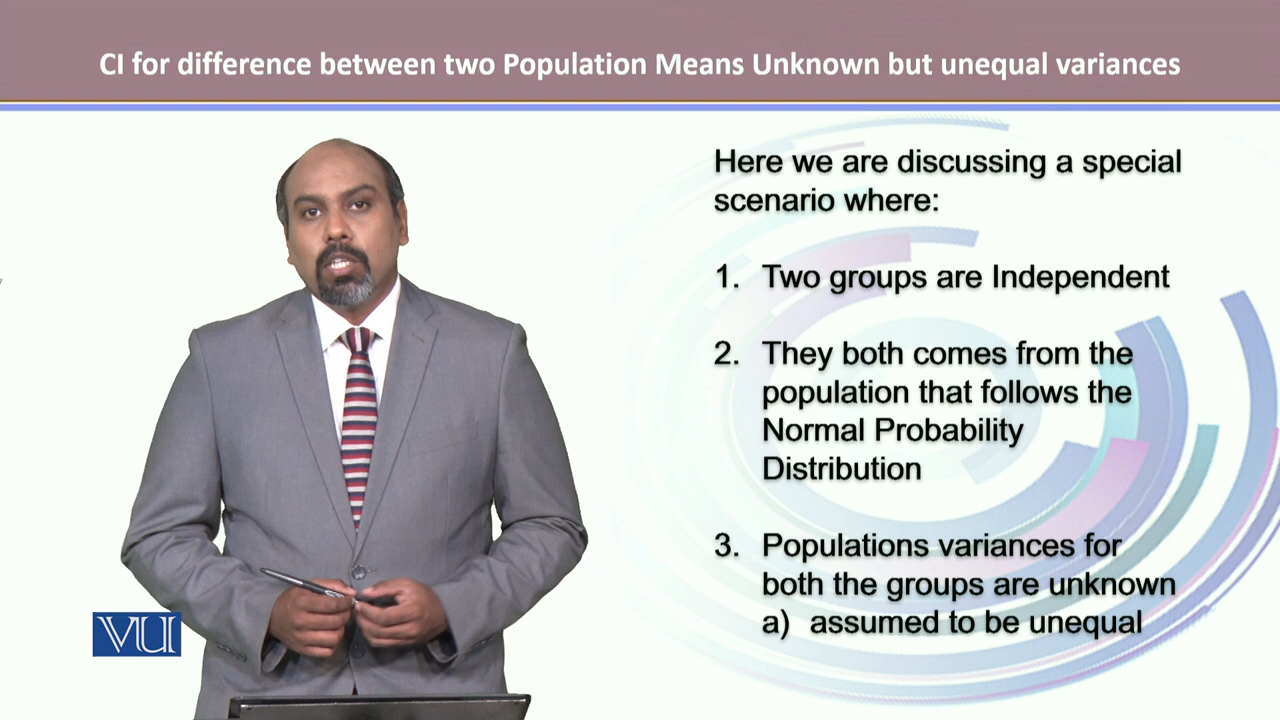 CI for difference between two Population Means Unknown but unequal variances
Here we are discussing a special
scenario where:
1. Two groups are Independent
2. They both comes from the
population that follows the
Normal Probability
Distribution
3. Populations variances for
both the groups are unknown
a) assumed to be unequal
VU